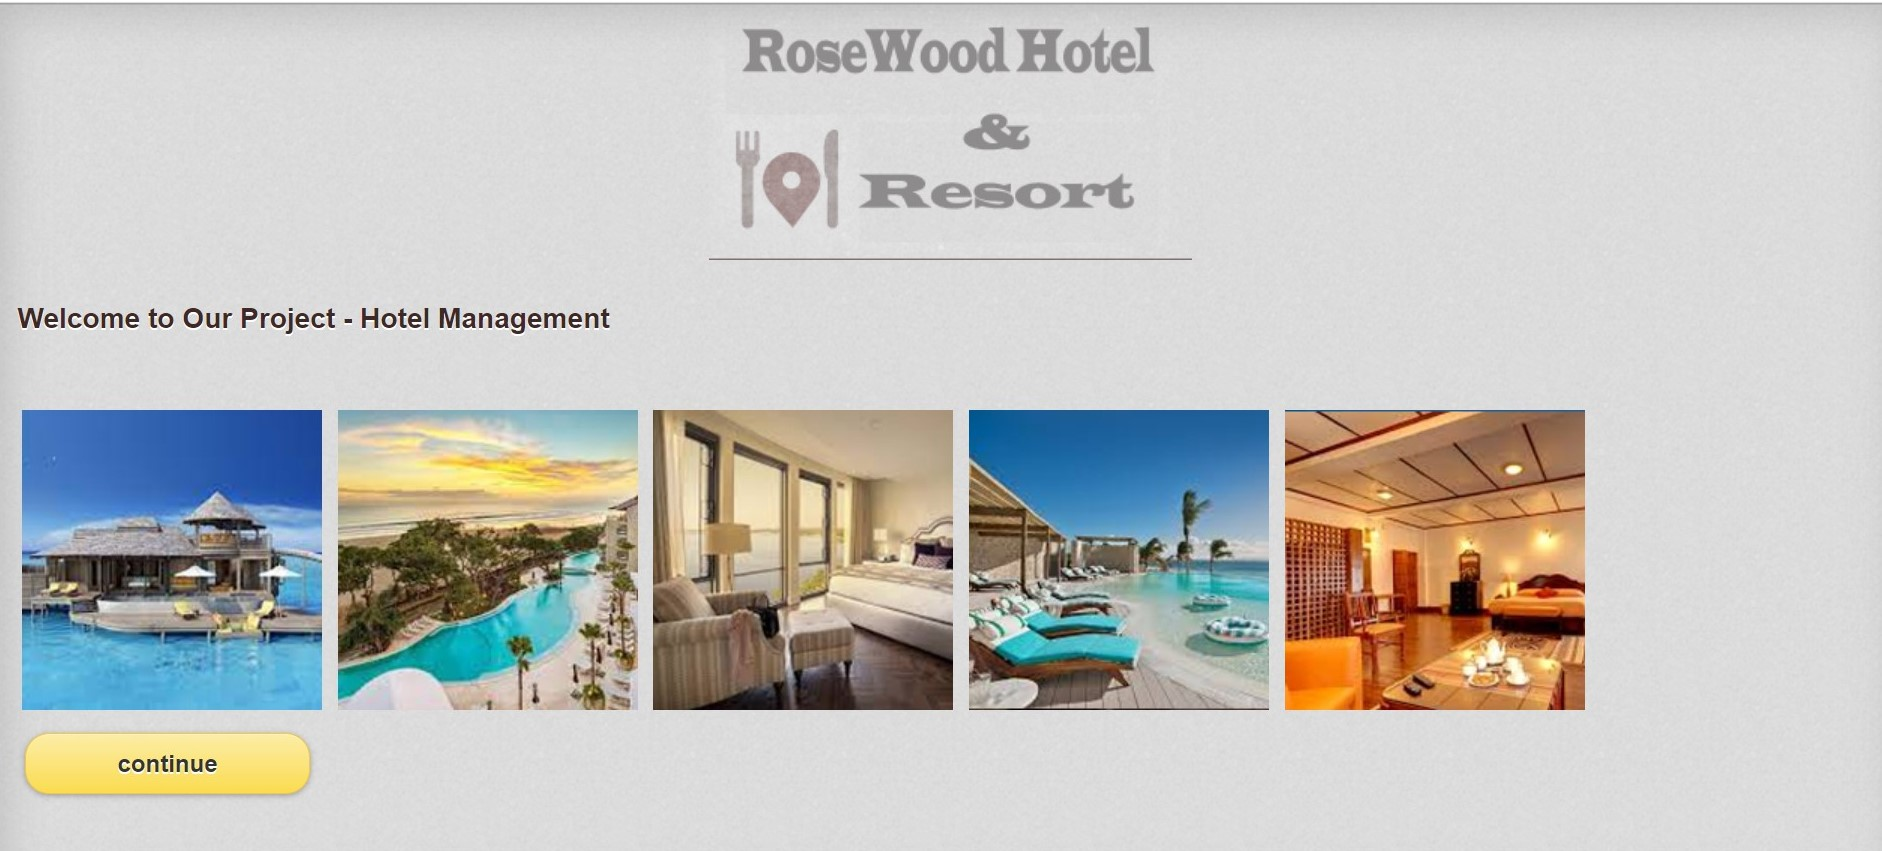 RoseWood Hotel
&
Resort
Welcome to Our Project - Hotel Management
continue